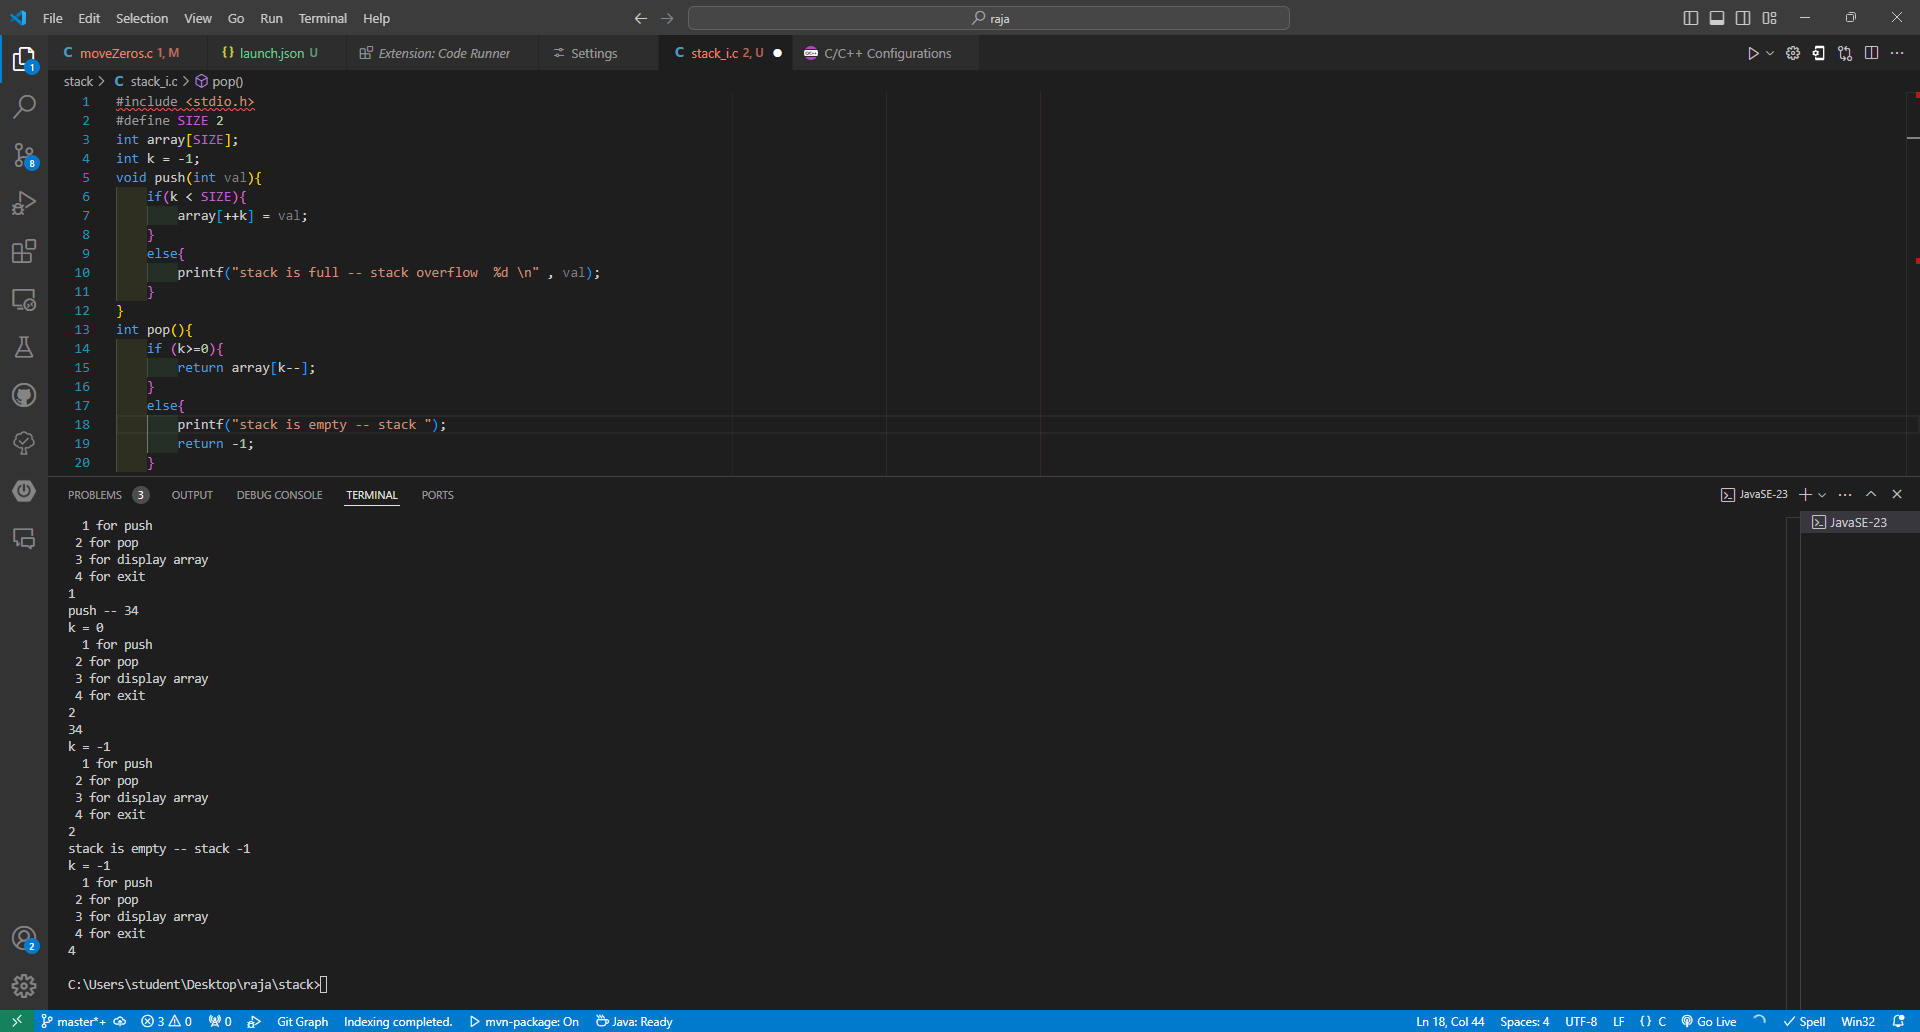 File Edit Selection View Go Run Terminal Help
raja
moveZeros.c 1, M
launch.json U
Extension: Code Runner
Settings
stack_i.c 2, U
C/C++ Configurations
stack > C stack_i.c > pop()
1 #include <stdio.h>
2 #define SIZE 2
3 int array[SIZE];
4 int k = -1;
5 void push(int val){
6 if(k < SIZE){
7 array[++k] = val;
8 }
9 else{
10 printf("stack is full -- stack overflow  %d \n" , val);
11 }
12 }
13 int pop(){
14 if (k>=0){
15 return array[k--];
16 }
17 else{
18 printf("stack is empty -- stack ");
19 return -1;
20 }
PROBLEMS 3 OUTPUT DEBUG CONSOLE TERMINAL PORTS
JavaSE-23
JavaSE-23
1 for push
2 for pop
3 for display array
4 for exit
1
push -- 34
k = 0
1 for push
2 for pop
3 for display array
4 for exit
2
34
k = -1
1 for push
2 for pop
3 for display array
4 for exit
2
stack is empty -- stack -1
k = -1
1 for push
2 for pop
3 for display array
4 for exit
4
C:\Users\student\Desktop\raja\stack>
1
8
2
master*+ 3 0 0 Git Graph Indexing completed. mvn-package: On Java: Ready Ln 18, Col 44 Spaces: 4 UTF-8 LF {} C Go Live Spell Win32